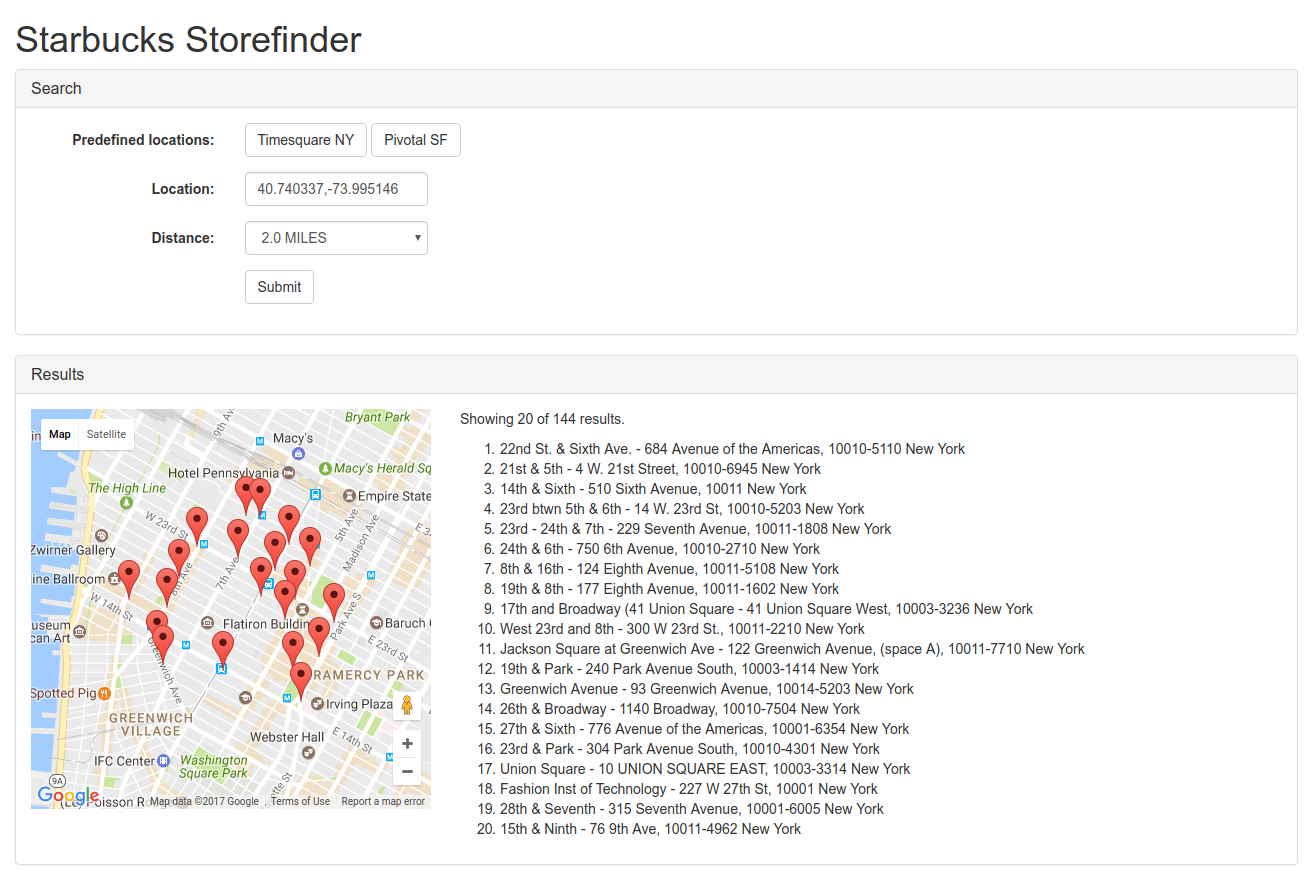 Starbucks Storefinder
Search
Predefined locations: Timesquare NY Pivotal SF
Location: 40.740337,-73.995146
Distance: 2.0 MILES
Submit
Results
Showing 20 of 144 results.
1. 22nd St. & Sixth Ave. - 684 Avenue of the Americas, 10010-5110 New York
2. 21st & 5th - 4 W. 21st Street, 10010-6945 New York
3. 14th & Sixth - 510 Sixth Avenue, 10011 New York
4. 23rd btwn 5th & 6th - 14 W. 23rd St, 10010-5203 New York
5. 23rd - 24th & 7th - 229 Seventh Avenue, 10011-1808 New York
6. 24th & 6th - 750 6th Avenue, 10010-2710 New York
7. 8th & 16th - 124 Eighth Avenue, 10011-5108 New York
8. 19th & 8th - 177 Eighth Avenue, 10011-1602 New York
9. 17th and Broadway (41 Union Square - 41 Union Square West, 10003-3236 New York
10. West 23rd and 8th - 300 W 23rd St., 10011-2210 New York
11. Jackson Square at Greenwich Ave - 122 Greenwich Avenue, (space A), 10011-7710 New York
12. 19th & Park - 240 Park Avenue South, 10003-1414 New York
13. Greenwich Avenue - 93 Greenwich Avenue, 10014-5203 New York
14. 26th & Broadway - 1140 Broadway, 10010-7504 New York
15. 27th & Sixth - 776 Avenue of the Americas, 10001-6354 New York
16. 23rd & Park - 304 Park Avenue South, 10010-4301 New York
17. Union Square - 10 UNION SQUARE EAST, 10003-3314 New York
18. Fashion Inst of Technology - 227 W 27th St, 10001 New York
19. 28th & Seventh - 315 Seventh Avenue, 10001-6005 New York
20. 15th & Ninth - 76 9th Ave, 10011-4962 New York
Map Satellite
9th Av
Bryant Park
Macy's
Hotel Pennsylvania
Macy's Herald Sq
The High Line
Empire State
W 23rd St
5th Ave
Madison Ave
E 3
Zwirner Gallery
7th Ave
8th Ave
ine Ballroom
W 14th St
Park Ave S
useum
can Art
Flatiron Buildin
Baruch
E 23rd St
Greenwich Ave
RAMERCY PARK
Spotted Pig
Irving Plaza
GREENWICH
VILLAGE
Webster Hall
E 14th St
IFC Center
Washington
Square Park
9A
Google
Poisson R
Map data ©2017 Google Terms of Use Report a map error